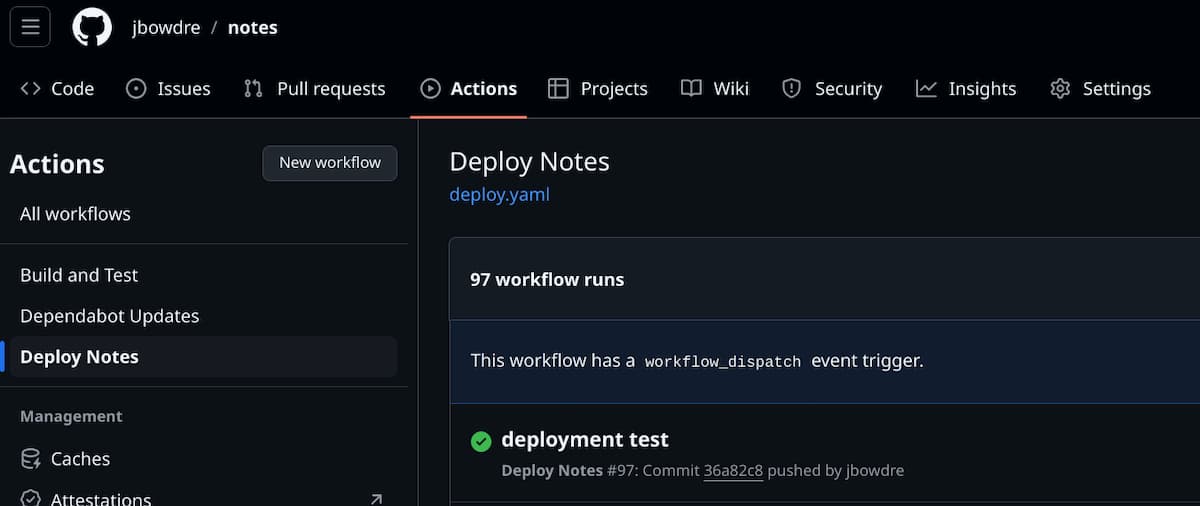 jbowdre / notes
Code Issues Pull requests Actions Projects Wiki Security Insights Settings
Actions
New workflow
All workflows
Build and Test
Dependabot Updates
Deploy Notes
Management
Caches
Attestations
Deploy Notes
deploy.yaml
97 workflow runs
This workflow has a workflow_dispatch event trigger.
deployment test
Deploy Notes #97: Commit 36a82c8 pushed by jbowdre